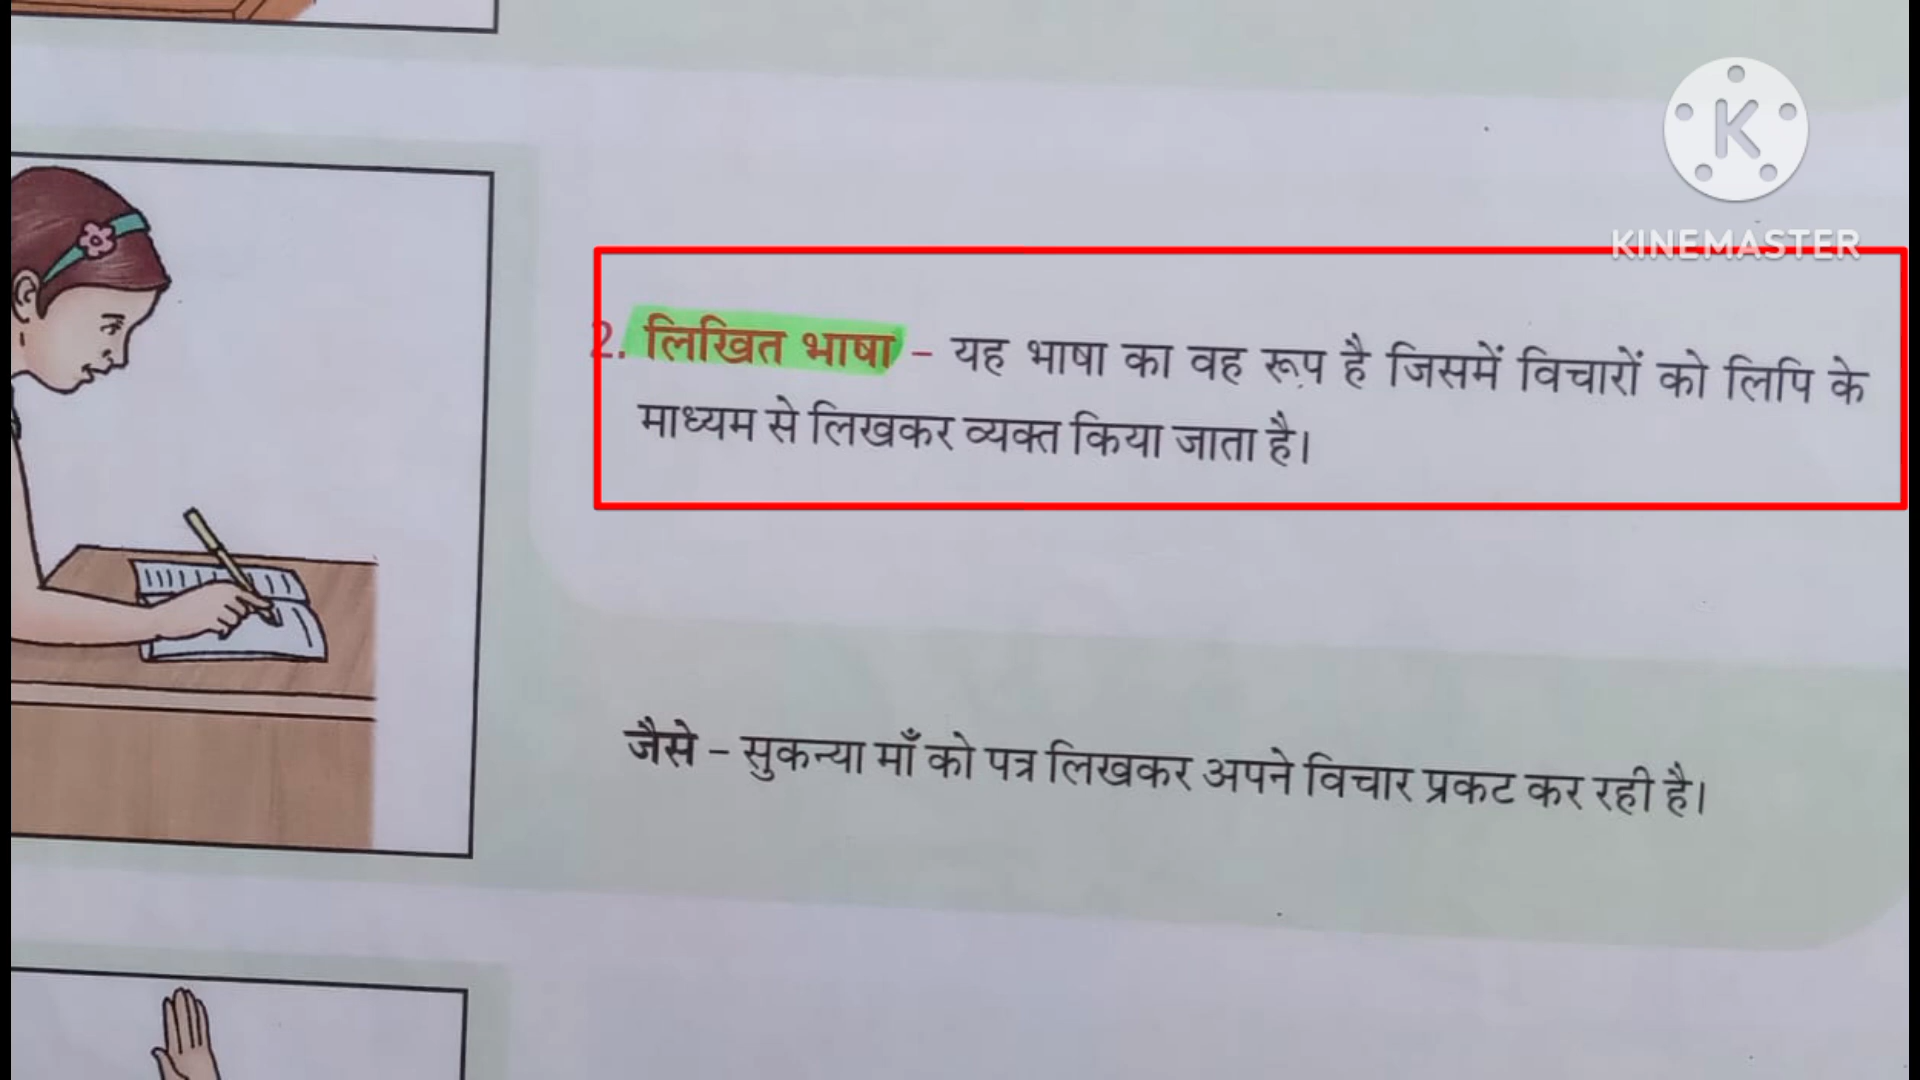 K
KINEMASTER
2. लिखित भाषा – यह भाषा का वह रूप है जिसमें विचारों को लिपि के
माध्यम से लिखकर व्यक्त किया जाता है।
जैसे – सुकन्या माँ को पत्र लिखकर अपने विचार प्रकट कर रही है।